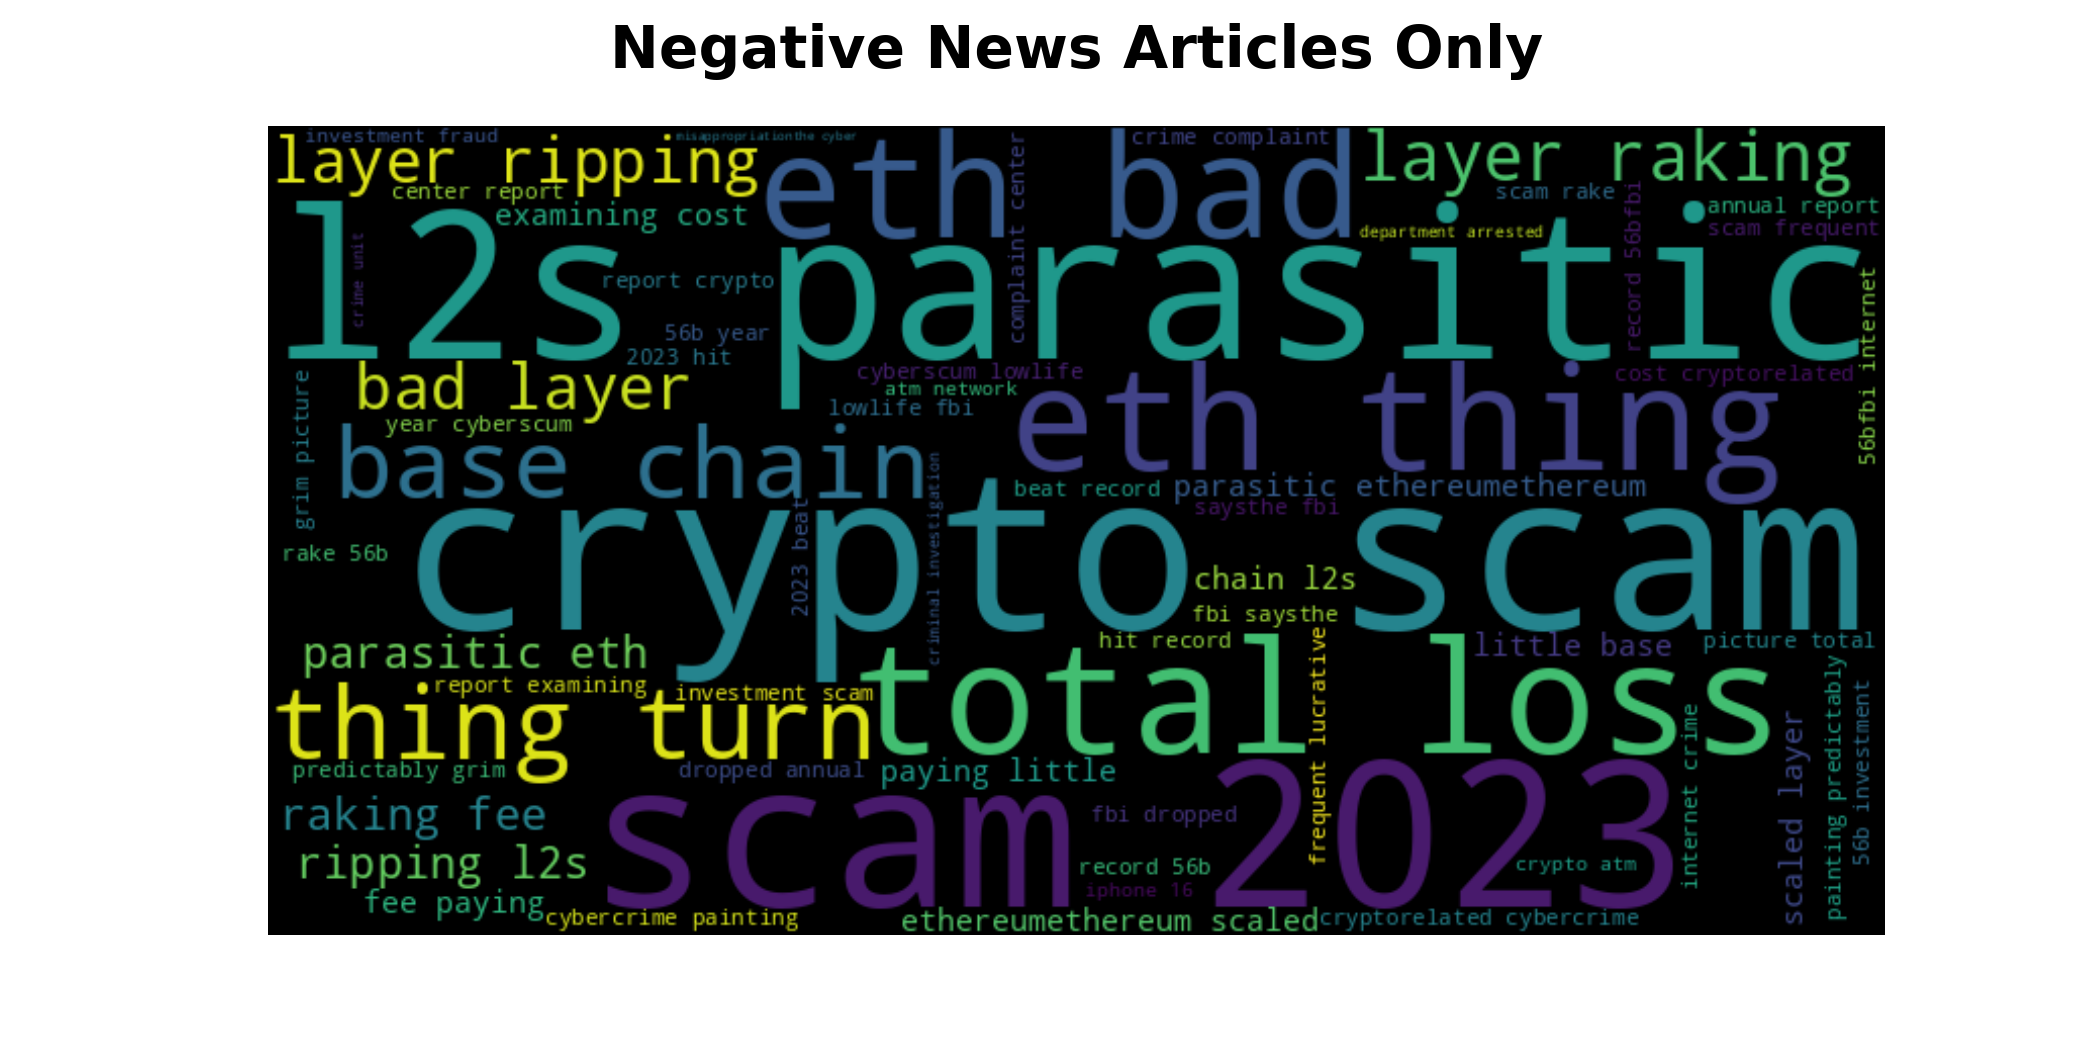 Negative News Articles Only
investment fraud
misappropriationthe cyber
crime complaint
layer ripping
eth bad
layer raking
center report
scam rake
annual report
examining cost
scam frequent
department arrested
complaint center
record 56bfbi
l2s parasitic
crime unit
report crypto
56b year
2023 hit
56bfbi internet
bad layer
cyberscum lowlife
atm network
lowlife fbi
eth thing
cost cryptorelated
year cyberscum
grim picture
base chain
beat record
parasitic ethereumethereum
saysthe fbi
crypto scam
2023 beat
criminal investigation
rake 56b
chain l2s
fbi saysthe
hit record
little base
picture total
parasitic eth
total loss
report examining
investment scam
thing turn
frequent lucrative
predictably grim
dropped annual
paying little
internet crime
scaled layer
painting predictably
56b investment
raking fee
scam 2023
fbi dropped
ripping l2s
record 56b
crypto atm
iphone 16
fee paying
cybercrime painting
ethereumethereum scaled
cryptorelated cybercrime